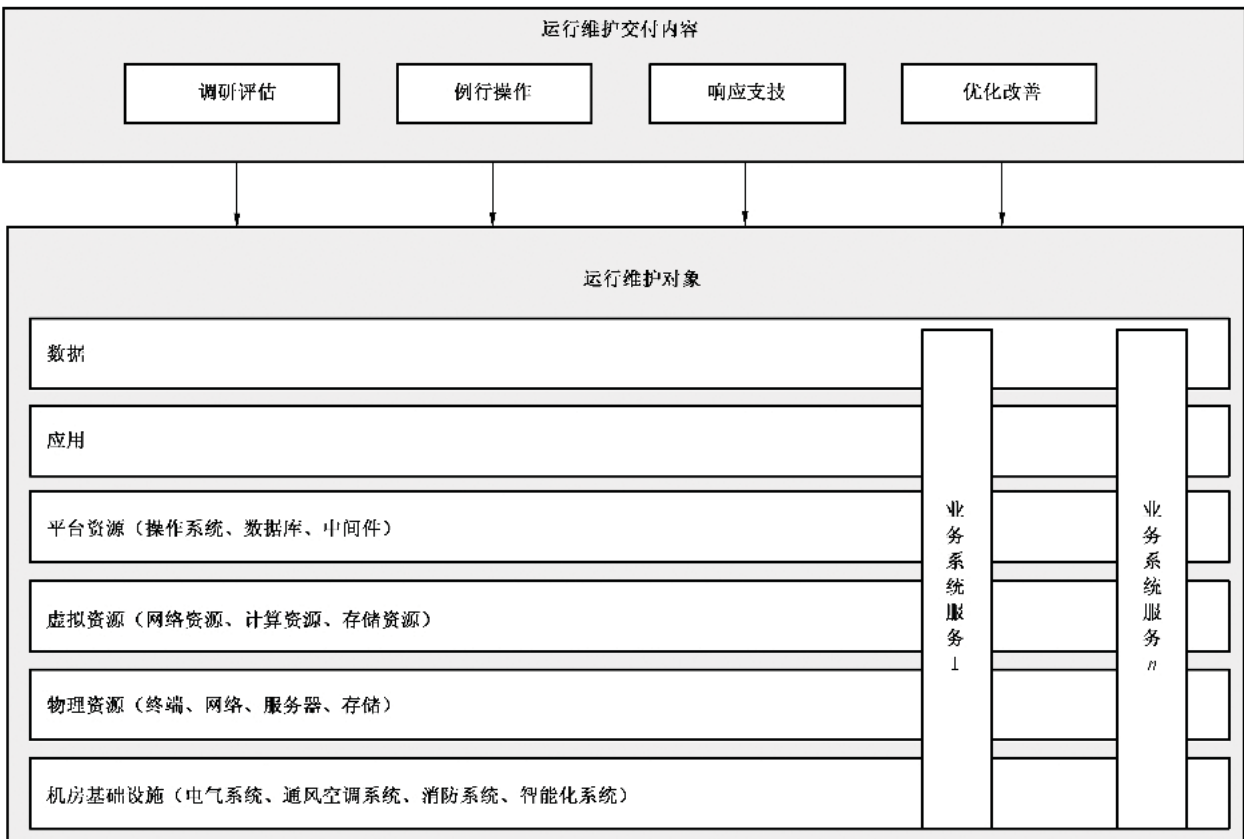 运行维护交付内容
调研评估
例行操作
响应支技
优化改善
运行维护对象
数据
应用
平台资源（操作系统、数据库、中间件）
虚拟资源（网络资源、计算资源、存储资源）
物理资源（终端、网络、服务器、存储）
机房基础设施（电气系统、通风空调系统、消防系统、智能化系统）
业务系统服务1
业务系统服务n